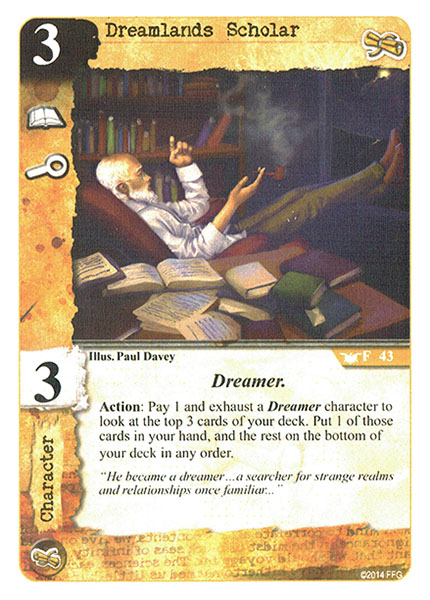 3
Dreamlands Scholar
Illus. Paul Davey
F 43
3
Character
Dreamer.
Action: Pay 1 and exhaust a Dreamer character to
look at the top 3 cards of your deck. Put 1 of those
cards in your hand, and the rest on the bottom of
your deck in any order.
“He became a dreamer…a searcher for strange realms
and relationships once familiar...”
©2014 FFG